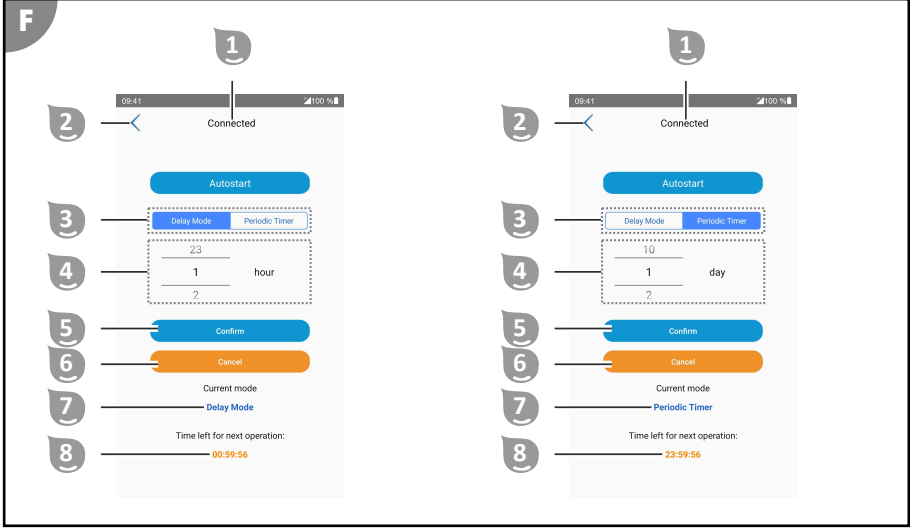 F
1
1
09:41
100 %
09:41
100 %
2
Connected
2
Connected
Autostart
Autostart
3
Delay Mode
Periodic Timer
3
Delay Mode
Periodic Timer
23
10
4
1
hour
4
1
day
2
2
5
Confirm
5
Confirm
6
Cancel
6
Cancel
Current mode
Current mode
7
Delay Mode
7
Periodic Timer
Time left for next operation:
Time left for next operation:
8
00:59:56
8
23:59:56